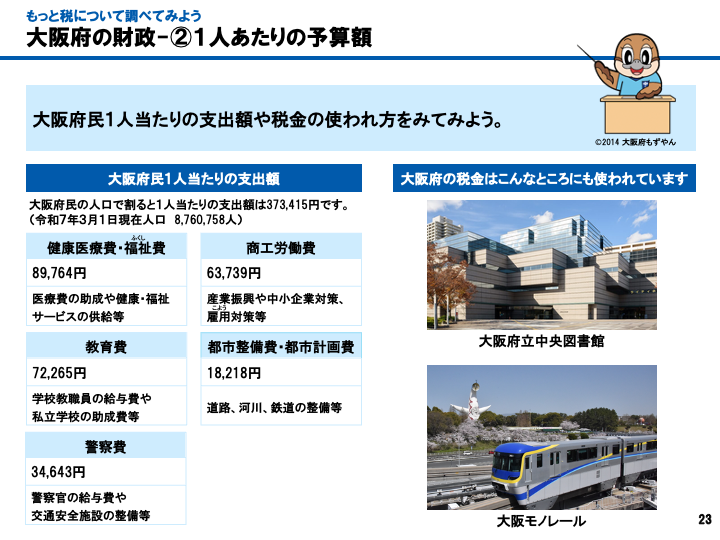 もっと税について調べてみよう
大阪府の財政-②1人あたりの予算額
大阪府民1人当たりの支出額や税金の使われ方をみてみよう。
©2014 大阪府もずやん
大阪府民1人当たりの支出額
大阪府民の人口で割ると1人当たりの支出額は373,415円です。
（令和7年3月1日現在人口 8,760,758人）
ふくし
健康医療費・福祉費
89,764円
医療費の助成や健康・福祉
サービスの供給等
商工労働費
63,739円
産業振興や中小企業対策、
こよう
雇用対策等
教育費
72,265円
学校教職員の給与費や
私立学校の助成費等
都市整備費・都市計画費
18,218円
道路、河川、鉄道の整備等
警察費
34,643円
警察官の給与費や
交通安全施設の整備等
大阪府の税金はこんなところにも使われています
大阪府立中央図書館
大阪モノレール
23